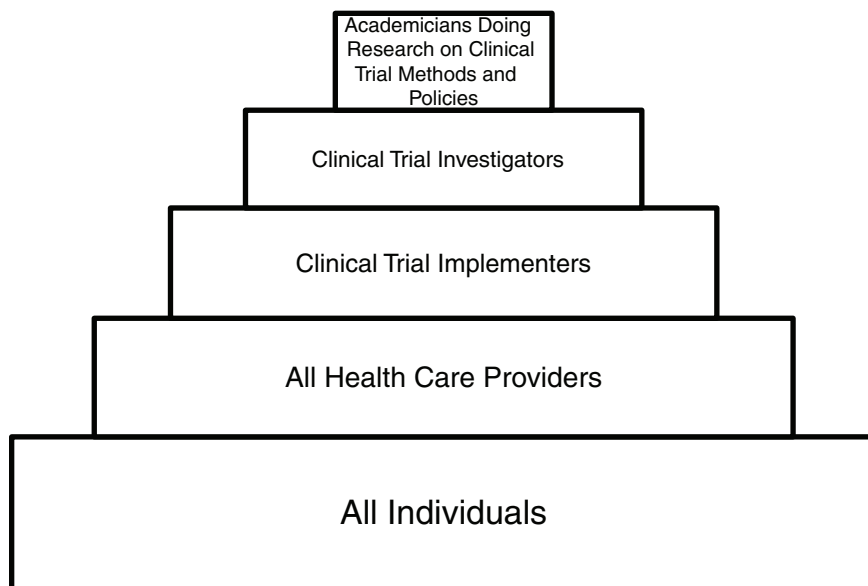 Academicians Doing
Research on Clinical
Trial Methods and
Policies
Clinical Trial Investigators
Clinical Trial Implementers
All Health Care Providers
All Individuals